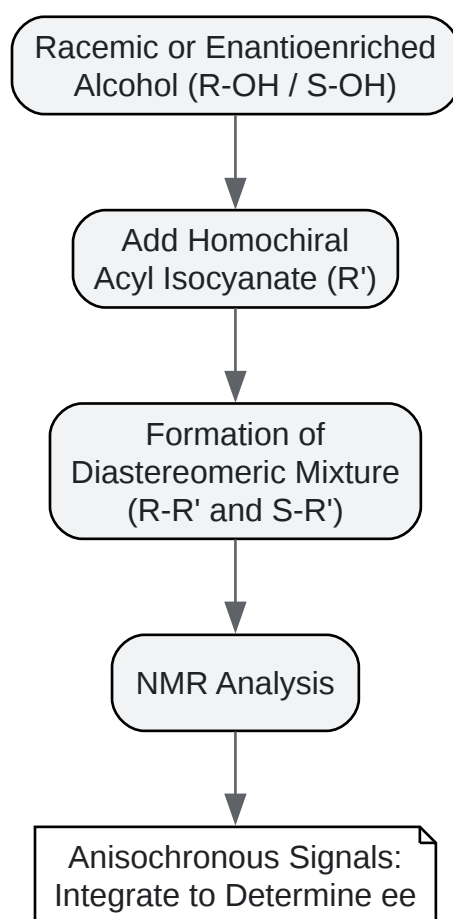 Racemic or Enantioenriched
Alcohol (R-OH / S-OH)
Add Homochiral
Acyl Isocyanate (R')
Formation of
Diastereomeric Mixture
(R-R' and S-R')
NMR Analysis
Anisochronous Signals:
Integrate to Determine ee